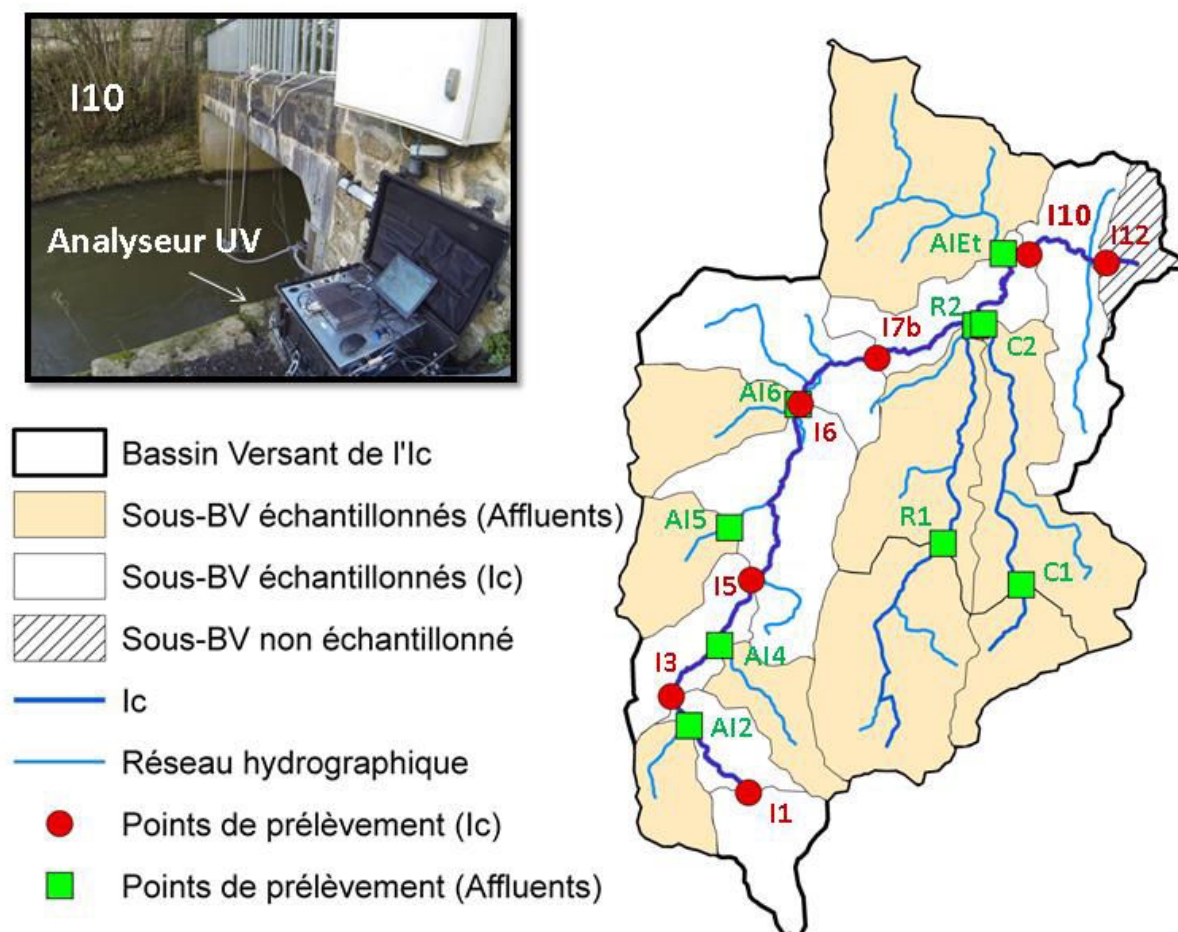 I10
Analyseur UV
Bassin Versant de l'Ic
Sous-BV échantillonnés (Affluents)
Sous-BV échantillonnés (Ic)
Sous-BV non échantillonné
Ic
Réseau hydrographique
Points de prélèvement (Ic)
Points de prélèvement (Affluents)
I10
AIEt
I12
R2
I7b
C2
AI6
I6
AI5
R1
I5
C1
I3
AI4
AI2
I1